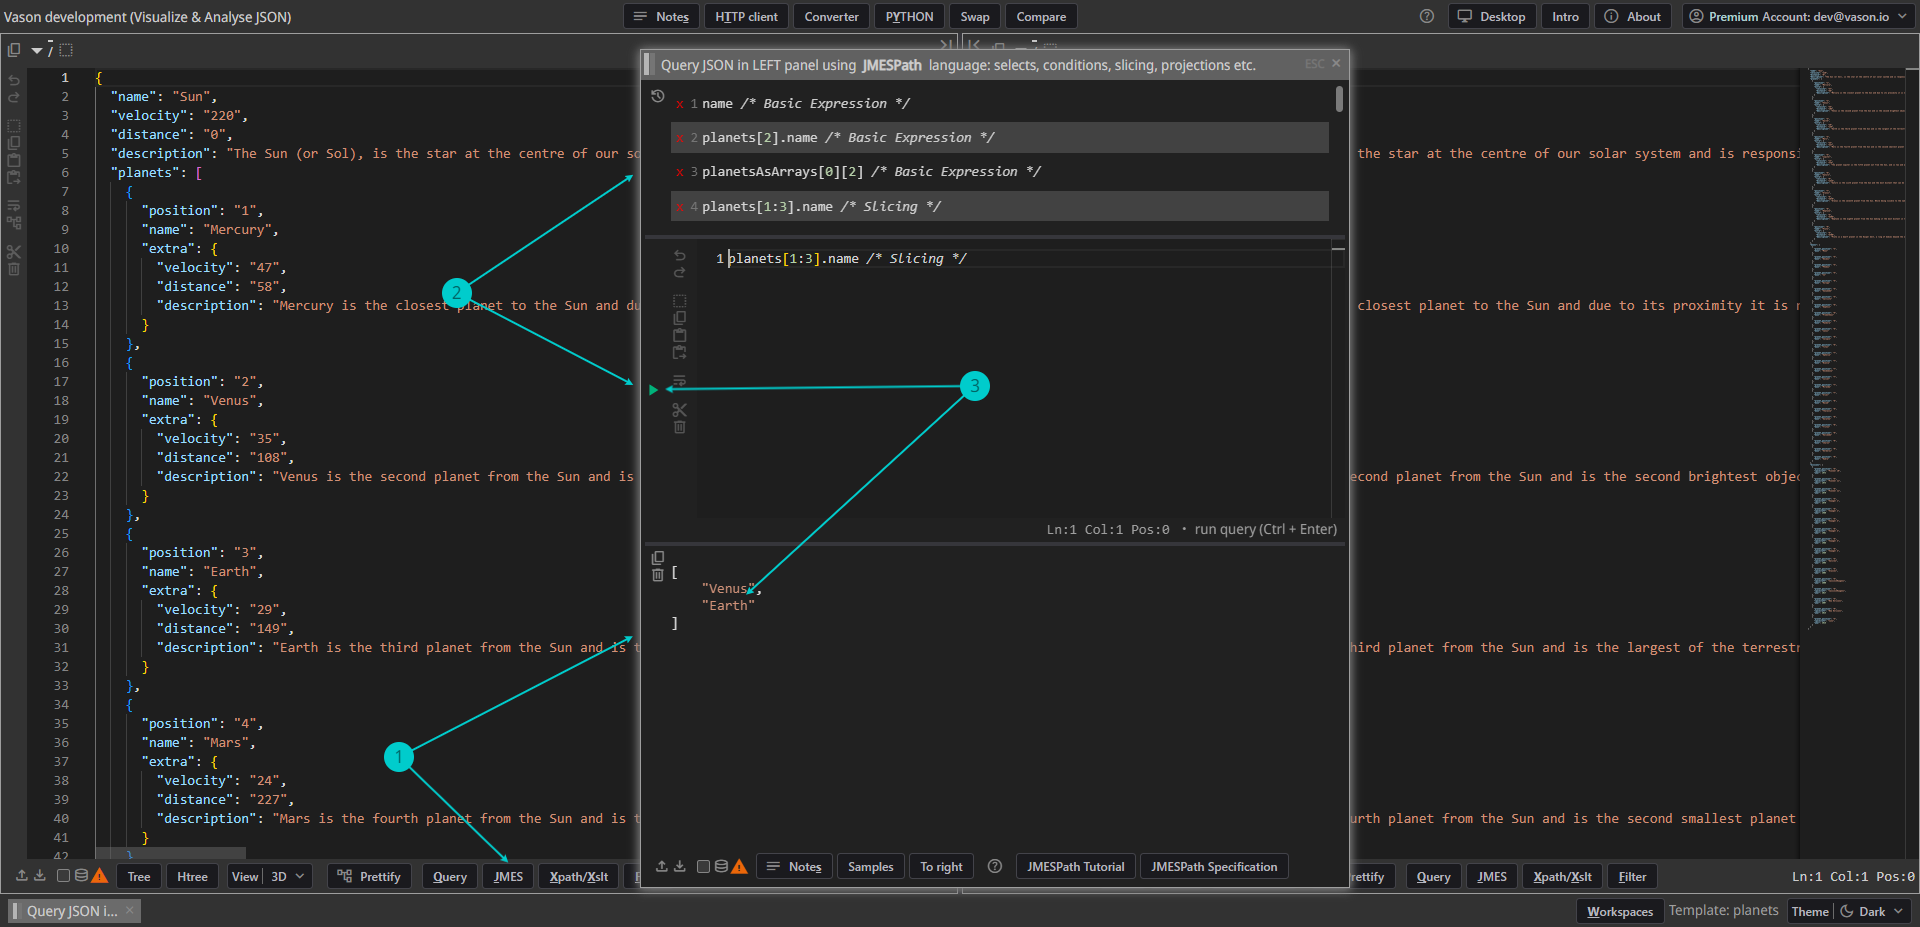 Vason development (Visualize & Analyse JSON)
Notes
HTTP client
Converter
PYTHON
Swap
Compare
Desktop
Intro
About
Premium Account: dev@vason.io
/
Query JSON in LEFT panel using JMESPath language: selects, conditions, slicing, projections etc.
ESC
x 1 name /* Basic Expression */
x 2 planets[2].name /* Basic Expression */
x 3 planetsAsArrays[0][2] /* Basic Expression */
x 4 planets[1:3].name /* Slicing */
1 planets[1:3].name /* Slicing */
Ln:1 Col:1 Pos:0 • run query (Ctrl + Enter)
[
"Venus",
"Earth"
]
Notes
Samples
To right
JMESPath Tutorial
JMESPath Specification
1 {
2 "name": "Sun",
3 "velocity": "220",
4 "distance": "0",
5 "description": "The Sun (or Sol), is the star at the centre of our so
6 "planets": [
7 {
8 "position": "1",
9 "name": "Mercury",
10 "extra": {
11 "velocity": "47",
12 "distance": "58",
13 "description": "Mercury is the closest planet to the Sun and du
14 }
15 },
16 {
17 "position": "2",
18 "name": "Venus",
19 "extra": {
20 "velocity": "35",
21 "distance": "108",
22 "description": "Venus is the second planet from the Sun and is
23 }
24 },
25 {
26 "position": "3",
27 "name": "Earth",
28 "extra": {
29 "velocity": "29",
30 "distance": "149",
31 "description": "Earth is the third planet from the Sun and is t
32 }
33 },
34 {
35 "position": "4",
36 "name": "Mars",
37 "extra": {
38 "velocity": "24",
39 "distance": "227",
40 "description": "Mars is the fourth planet from the Sun and is t
41 }
42 }
2
3
1
the star at the centre of our solar system and is responsi
closest planet to the Sun and due to its proximity it is
econd planet from the Sun and is the second brightest objec
hird planet from the Sun and is the largest of the terrestr
urth planet from the Sun and is the second smallest planet
Tree
Htree
View
3D
Prettify
Query
JMES
Xpath/Xslt
rettify
Query
JMES
Xpath/Xslt
Filter
Ln:1 Col:1 Pos:0
Query JSON i...
Workspaces
Template: planets
Theme
Dark